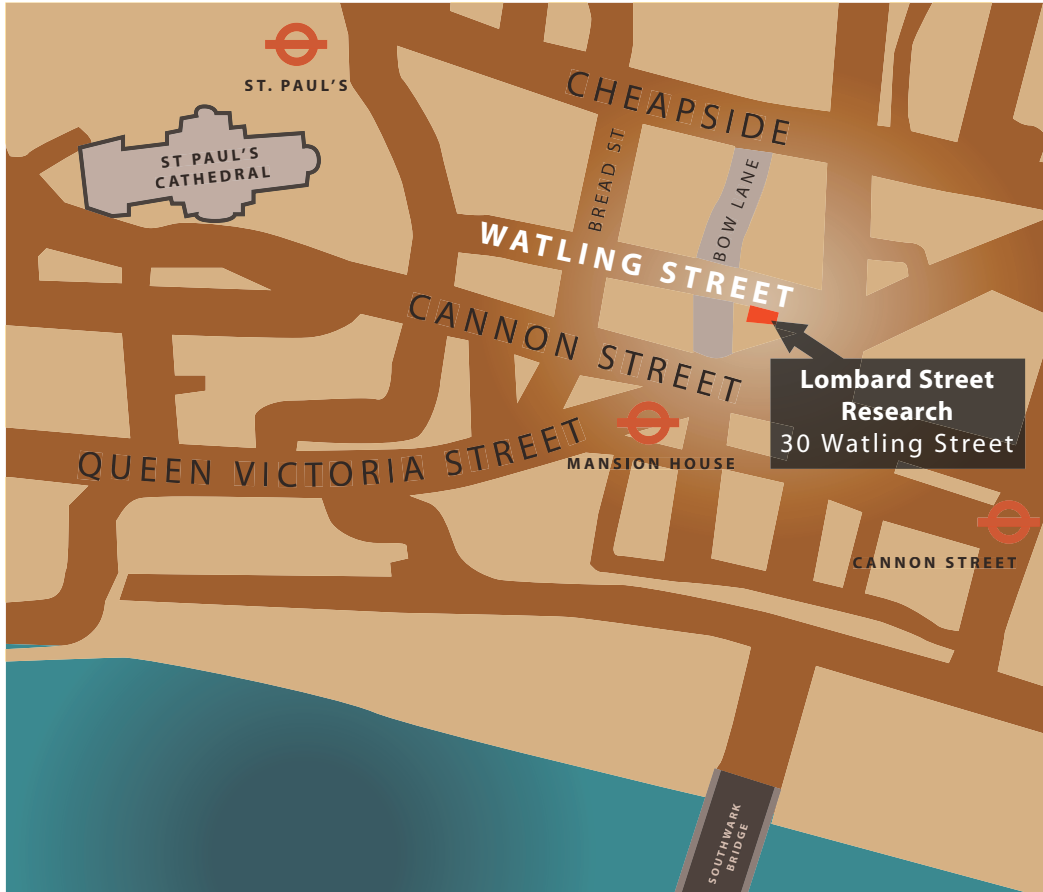 ST. PAUL'S
CHEAPSIDE
ST PAUL'S
CATHEDRAL
BREAD ST
BOW LANE
WATLING STREET
CANNON STREET
Lombard Street
Research
30 Watling Street
QUEEN VICTORIA STREET
MANSION HOUSE
CANNON STREET
SOUTHWARK
BRIDGE